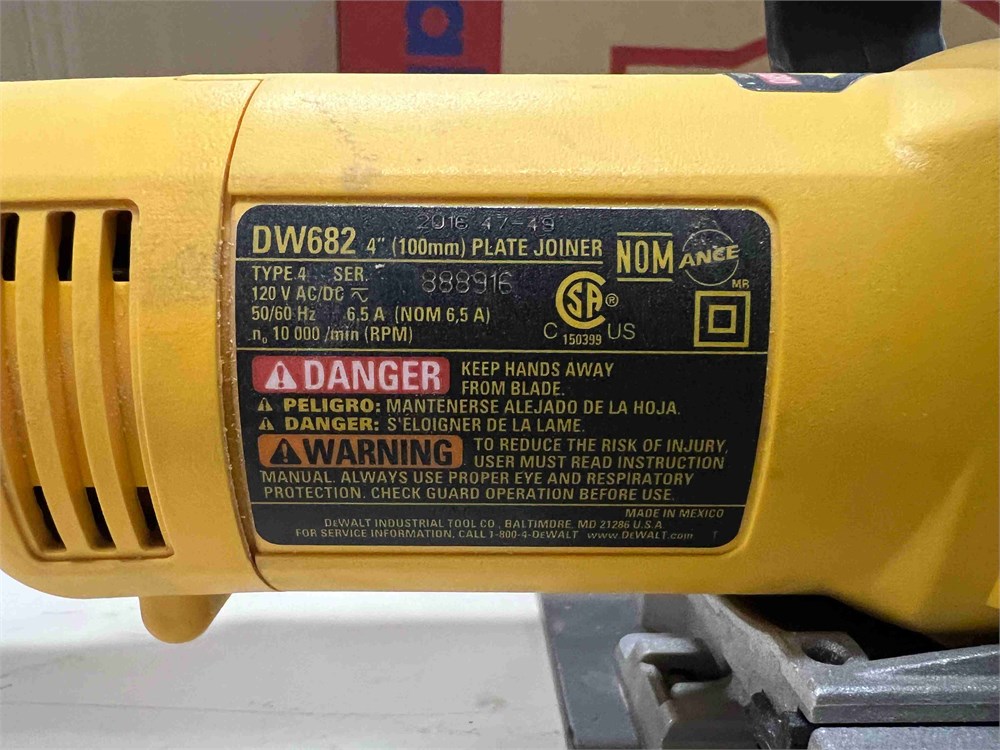 2016 47-49
DW682 4" (100mm) PLATE JOINER
NOM
ANCE
MR
TYPE 4 SER. 888916
120 V AC/DC ⎓
50/60 Hz 6.5 A (NOM 6,5 A)
n₀ 10 000 /min (RPM)
CSA ®
C 150399 US
⚠ DANGER KEEP HANDS AWAY
FROM BLADE.
⚠ PELIGRO: MANTENERSE ALEJADO DE LA HOJA.
⚠ DANGER: S'ÉLOIGNER DE LA LAME.
⚠ WARNING TO REDUCE THE RISK OF INJURY,
USER MUST READ INSTRUCTION
MANUAL. ALWAYS USE PROPER EYE AND RESPIRATORY
PROTECTION. CHECK GUARD OPERATION BEFORE USE.
MADE IN MEXICO
DEWALT INDUSTRIAL TOOL CO., BALTIMORE, MD 21286 U.S.A.
FOR SERVICE INFORMATION, CALL 1-800-4-DEWALT www.DEWALT.com